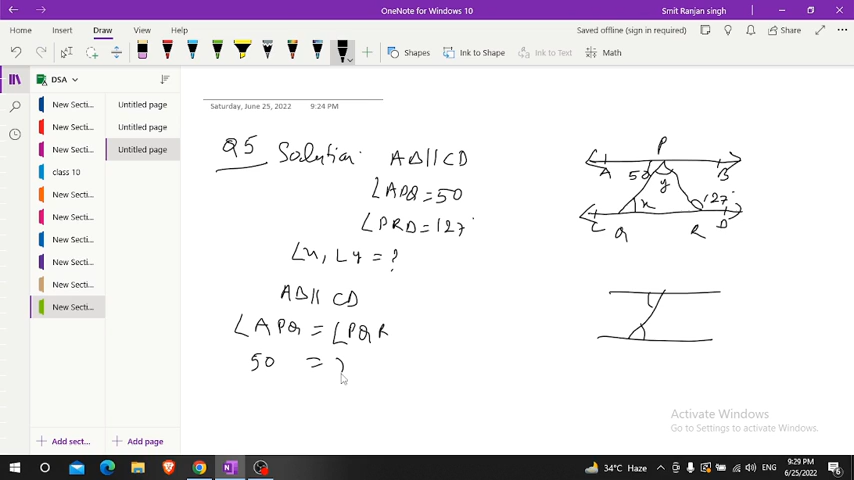 OneNote for Windows 10
Smit Ranjan singh
Home Insert Draw View Help
Saved offline (sign in required)
Share
Shapes
Ink to Shape
Ink to Text
Math
DSA
New Secti...
New Secti...
New Secti...
class 10
New Secti...
New Secti...
New Secti...
New Secti...
New Secti...
New Secti...
Untitled page
Untitled page
Untitled page
Saturday, June 25, 2022 9:24 PM
Q5 Solution: AB || CD
∠APQ = 50
∠PRD = 127°
∠x, ∠y = ?
AB || CD
∠APQ = ∠PQR
50 =
P
A 50 y B
x 127°
C Q R D
Activate Windows
Go to Settings to activate Windows.
Add sect...
Add page
34°C Haze
ENG
9:29 PM
6/25/2022
6